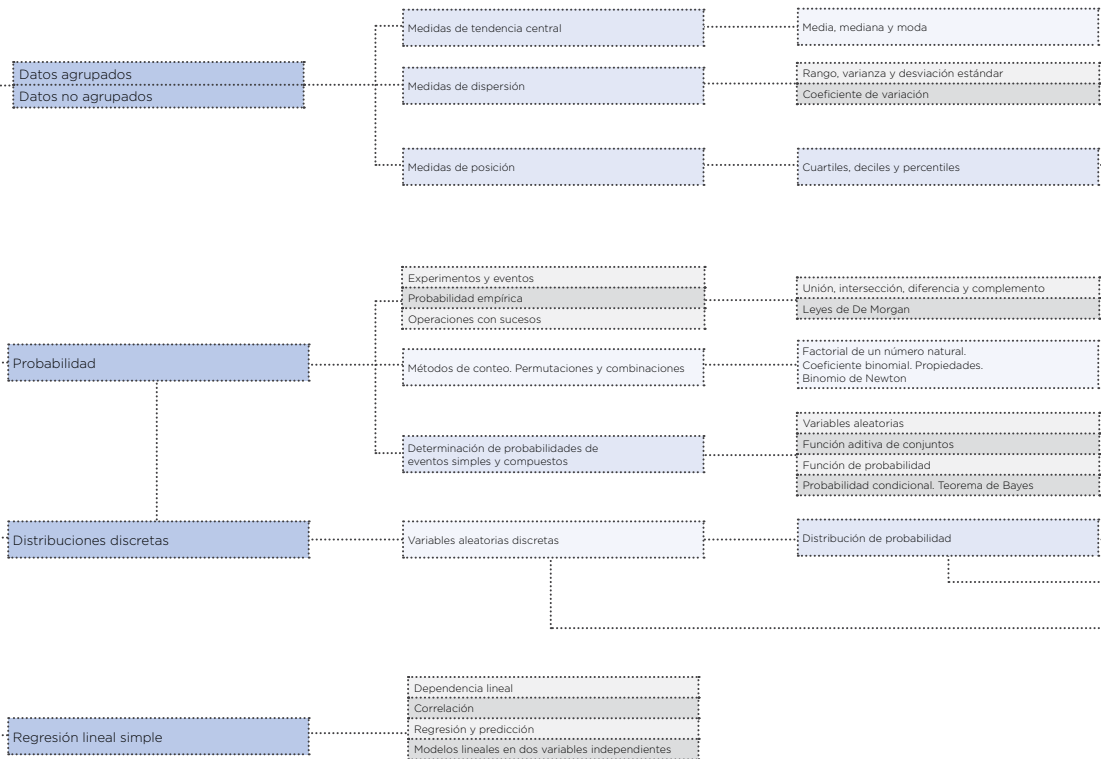 Datos agrupados
Datos no agrupados
Medidas de tendencia central
Media, mediana y moda
Medidas de dispersión
Rango, varianza y desviación estándar
Coeficiente de variación
Medidas de posición
Cuartiles, deciles y percentiles
Probabilidad
Experimentos y eventos
Probabilidad empírica
Operaciones con sucesos
Unión, intersección, diferencia y complemento
Leyes de De Morgan
Métodos de conteo. Permutaciones y combinaciones
Factorial de un número natural.
Coeficiente binomial. Propiedades.
Binomio de Newton
Determinación de probabilidades de
eventos simples y compuestos
Variables aleatorias
Función aditiva de conjuntos
Función de probabilidad
Probabilidad condicional. Teorema de Bayes
Distribuciones discretas
Variables aleatorias discretas
Distribución de probabilidad
Regresión lineal simple
Dependencia lineal
Correlación
Regresión y predicción
Modelos lineales en dos variables independientes